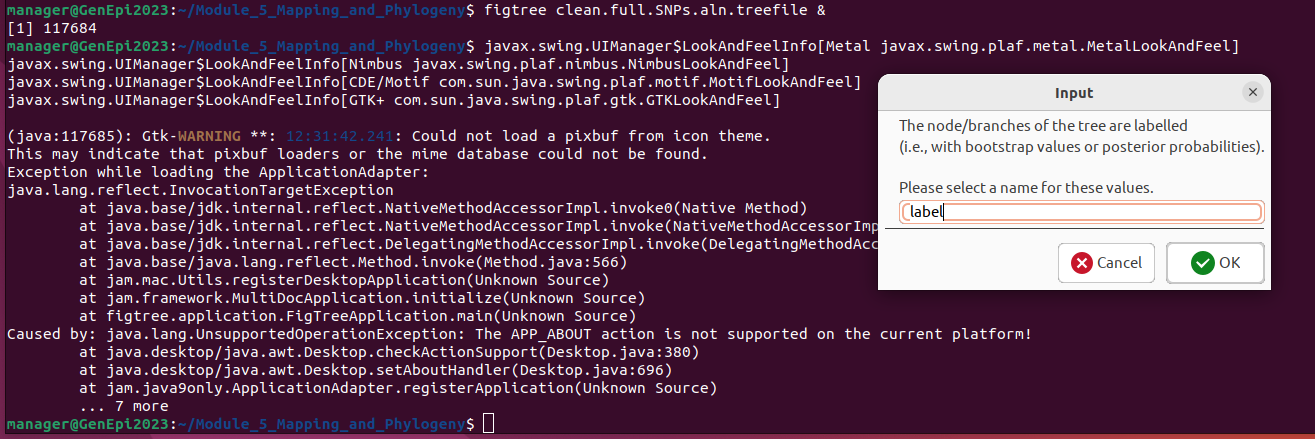 manager@GenEpi2023:~/Module_5_Mapping_and_Phylogeny$ figtree clean.full.SNPs.aln.treefile &
[1] 117684
manager@GenEpi2023:~/Module_5_Mapping_and_Phylogeny$ javax.swing.UIManager$LookAndFeelInfo[Metal javax.swing.plaf.metal.MetalLookAndFeel]
javax.swing.UIManager$LookAndFeelInfo[Nimbus javax.swing.plaf.nimbus.NimbusLookAndFeel]
javax.swing.UIManager$LookAndFeelInfo[CDE/Motif com.sun.java.swing.plaf.motif.MotifLookAndFeel]
javax.swing.UIManager$LookAndFeelInfo[GTK+ com.sun.java.swing.plaf.gtk.GTKLookAndFeel]
(java:117685): Gtk-WARNING **: 12:31:42.241: Could not load a pixbuf from icon theme.
This may indicate that pixbuf loaders or the mime database could not be found.
Exception while loading the ApplicationAdapter:
java.lang.reflect.InvocationTargetException
at java.base/jdk.internal.reflect.NativeMethodAccessorImpl.invoke0(Native Method)
at java.base/jdk.internal.reflect.NativeMethodAccessorImpl.invoke(NativeMethodAccessorImp
at java.base/jdk.internal.reflect.DelegatingMethodAccessorImpl.invoke(DelegatingMethodAcc
at java.base/java.lang.reflect.Method.invoke(Method.java:566)
at jam.mac.Utils.registerDesktopApplication(Unknown Source)
at jam.framework.MultiDocApplication.initialize(Unknown Source)
at figtree.application.FigTreeApplication.main(Unknown Source)
Caused by: java.lang.UnsupportedOperationException: The APP_ABOUT action is not supported on the current platform!
at java.desktop/java.awt.Desktop.checkActionSupport(Desktop.java:380)
at java.desktop/java.awt.Desktop.setAboutHandler(Desktop.java:696)
at jam.java9only.ApplicationAdapter.registerApplication(Unknown Source)
... 7 more
manager@GenEpi2023:~/Module_5_Mapping_and_Phylogeny$
Input
The node/branches of the tree are labelled
(i.e., with bootstrap values or posterior probabilities).
Please select a name for these values.
label
Cancel
OK